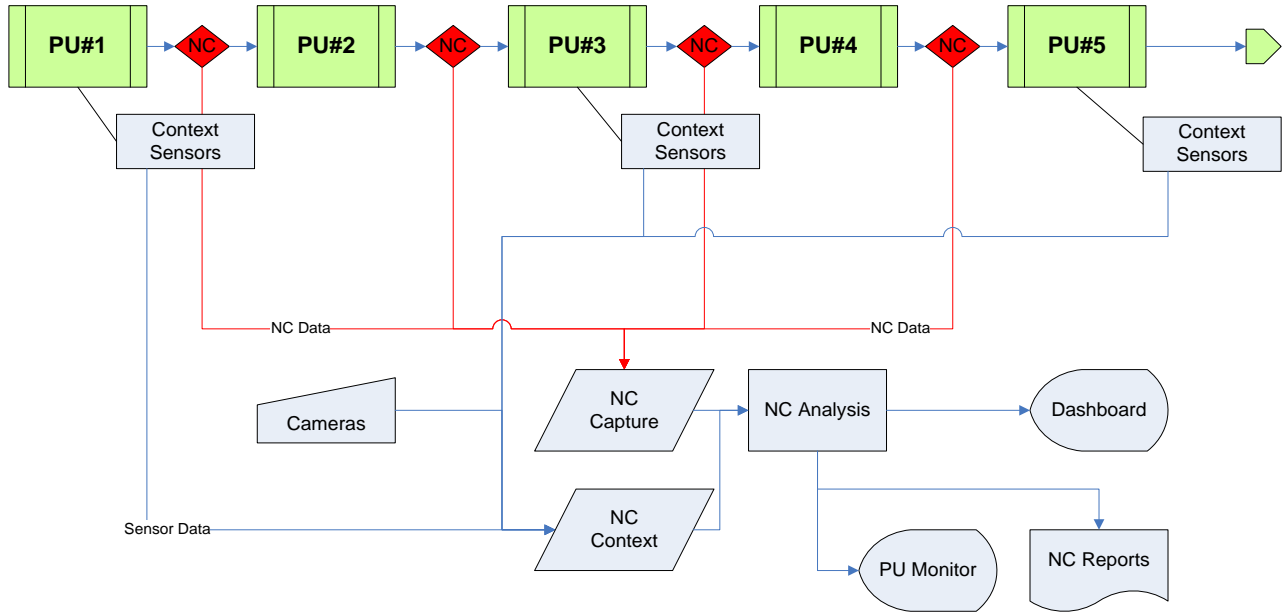 PU#1
NC
PU#2
NC
PU#3
NC
PU#4
NC
PU#5
Context
Sensors
Context
Sensors
Context
Sensors
NC Data
NC Data
Cameras
NC
Capture
NC Analysis
Dashboard
Sensor Data
NC
Context
PU Monitor
NC Reports